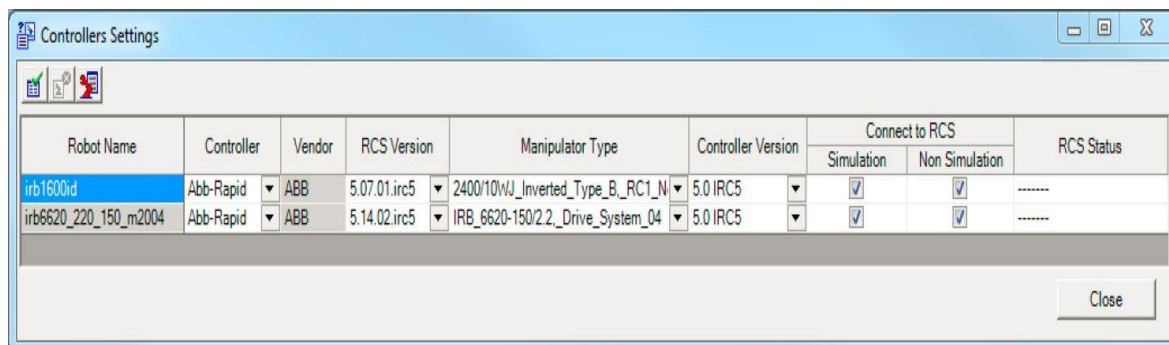 Controllers Settings
Robot Name Controller Vendor RCS Version Manipulator Type Controller Version Connect to RCS RCS Status
Simulation Non Simulation
irb1600id Abb-Rapid ABB 5.07.01.irc5 2400/10WJ_Inverted_Type_B,_RC1_N 5.0 IRC5 -------
irb6620_220_150_m2004 Abb-Rapid ABB 5.14.02.irc5 IRB_6620-150/2.2,_Drive_System_04 5.0 IRC5 -------
Close